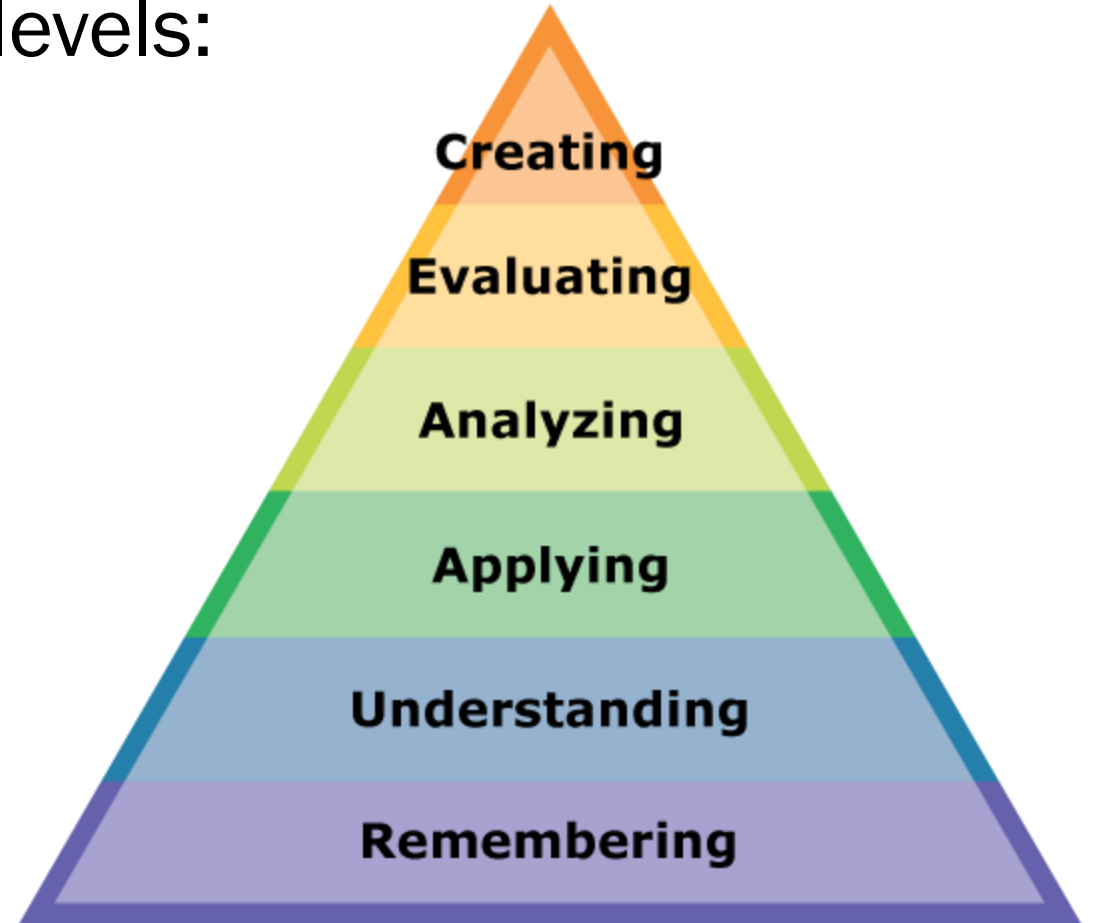 levels:
Creating
Evaluating
Analyzing
Applying
Understanding
Remembering